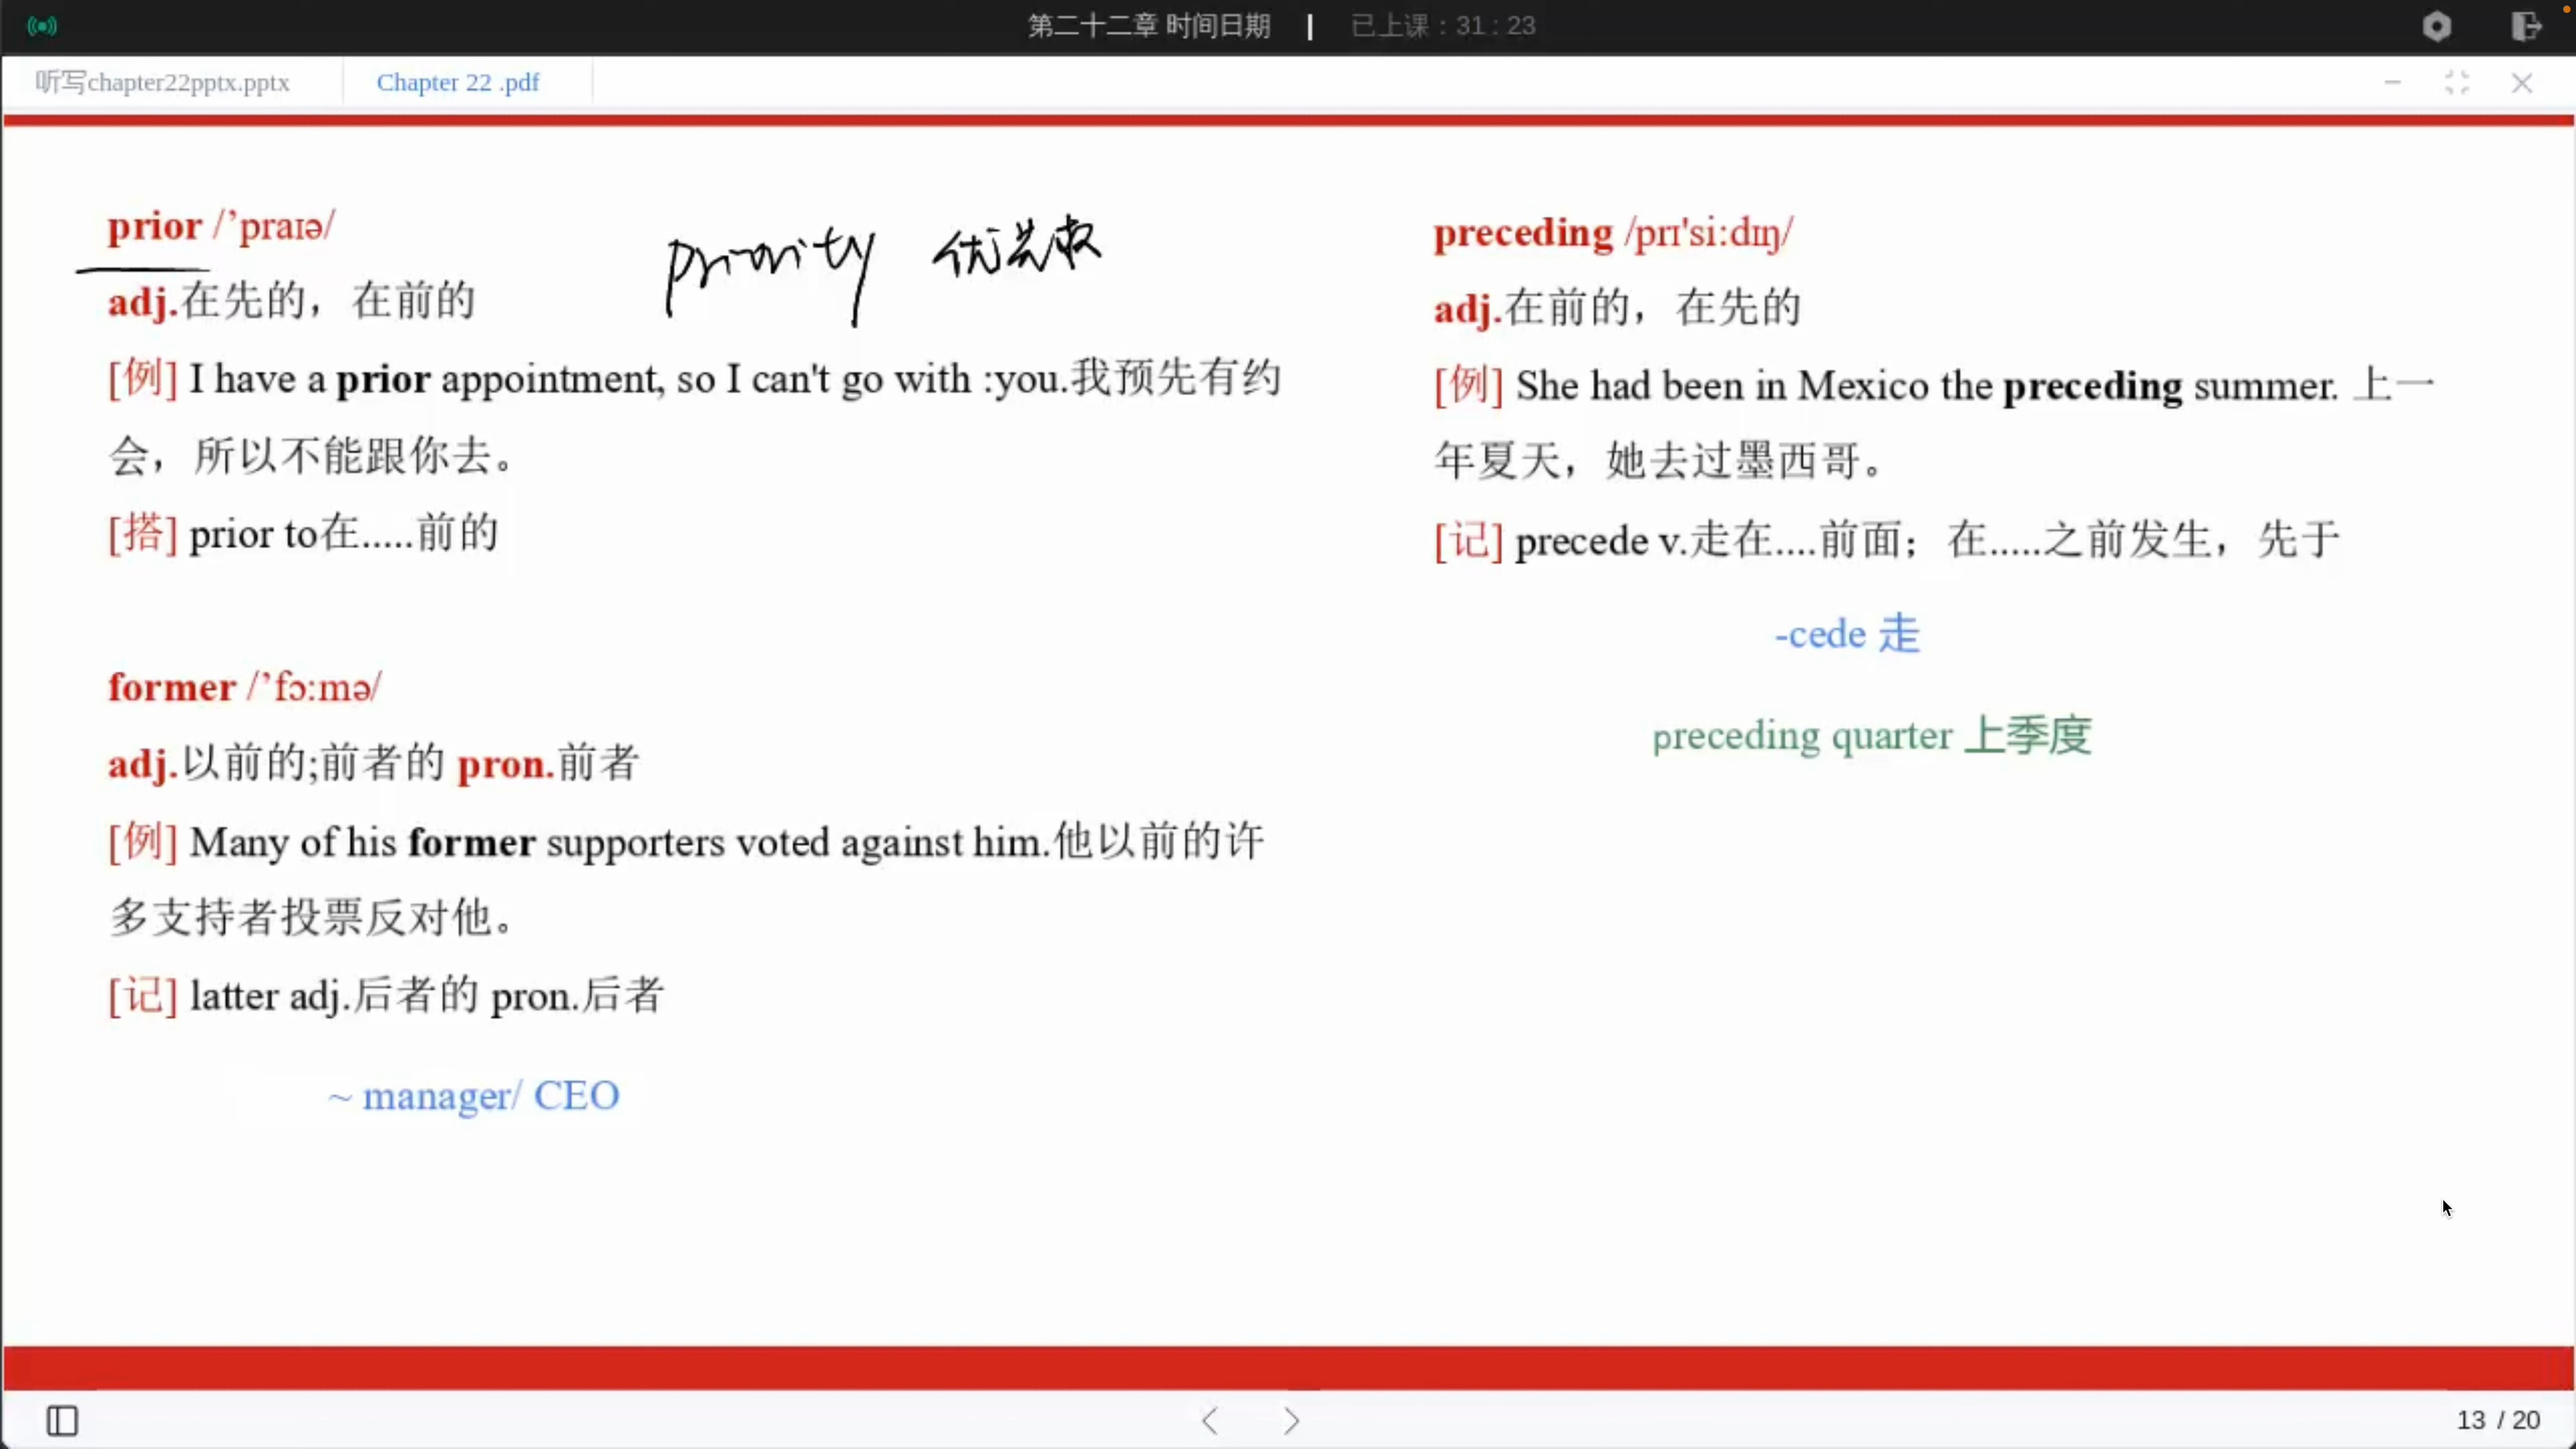 第二十二章 时间日期 | 已上课：31：23
听写chapter22pptx.pptx
Chapter 22 .pdf
prior /’praɪə/
priority 优先权
adj.在先的，在前的
[例] I have a prior appointment, so I can't go with :you.我预先有约
会，所以不能跟你去。
[搭] prior to在.....前的
former /’fɔ:mə/
adj.以前的;前者的 pron.前者
[例] Many of his former supporters voted against him.他以前的许
多支持者投票反对他。
[记] latter adj.后者的 pron.后者
~ manager/ CEO
preceding /prɪ'si:dɪŋ/
adj.在前的，在先的
[例] She had been in Mexico the preceding summer. 上一
年夏天，她去过墨西哥。
[记] precede v.走在....前面；在.....之前发生，先于
-cede 走
preceding quarter 上季度
13 / 20